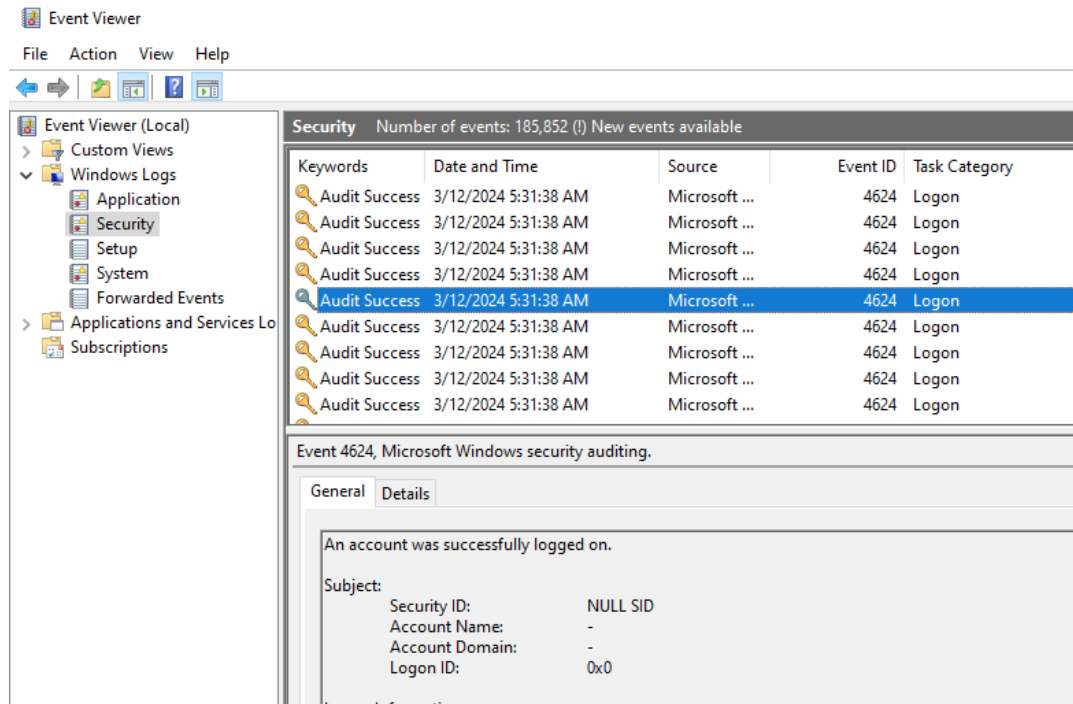 Event Viewer
File Action View Help
Event Viewer (Local)
Custom Views
Windows Logs
Application
Security
Setup
System
Forwarded Events
Applications and Services Lo
Subscriptions
Security Number of events: 185,852 (!) New events available
Keywords Date and Time Source Event ID Task Category
Audit Success 3/12/2024 5:31:38 AM Microsoft ... 4624 Logon
Audit Success 3/12/2024 5:31:38 AM Microsoft ... 4624 Logon
Audit Success 3/12/2024 5:31:38 AM Microsoft ... 4624 Logon
Audit Success 3/12/2024 5:31:38 AM Microsoft ... 4624 Logon
Audit Success 3/12/2024 5:31:38 AM Microsoft ... 4624 Logon
Audit Success 3/12/2024 5:31:38 AM Microsoft ... 4624 Logon
Audit Success 3/12/2024 5:31:38 AM Microsoft ... 4624 Logon
Audit Success 3/12/2024 5:31:38 AM Microsoft ... 4624 Logon
Audit Success 3/12/2024 5:31:38 AM Microsoft ... 4624 Logon
Event 4624, Microsoft Windows security auditing.
General Details
An account was successfully logged on.
Subject:
Security ID: NULL SID
Account Name: -
Account Domain: -
Logon ID: 0x0